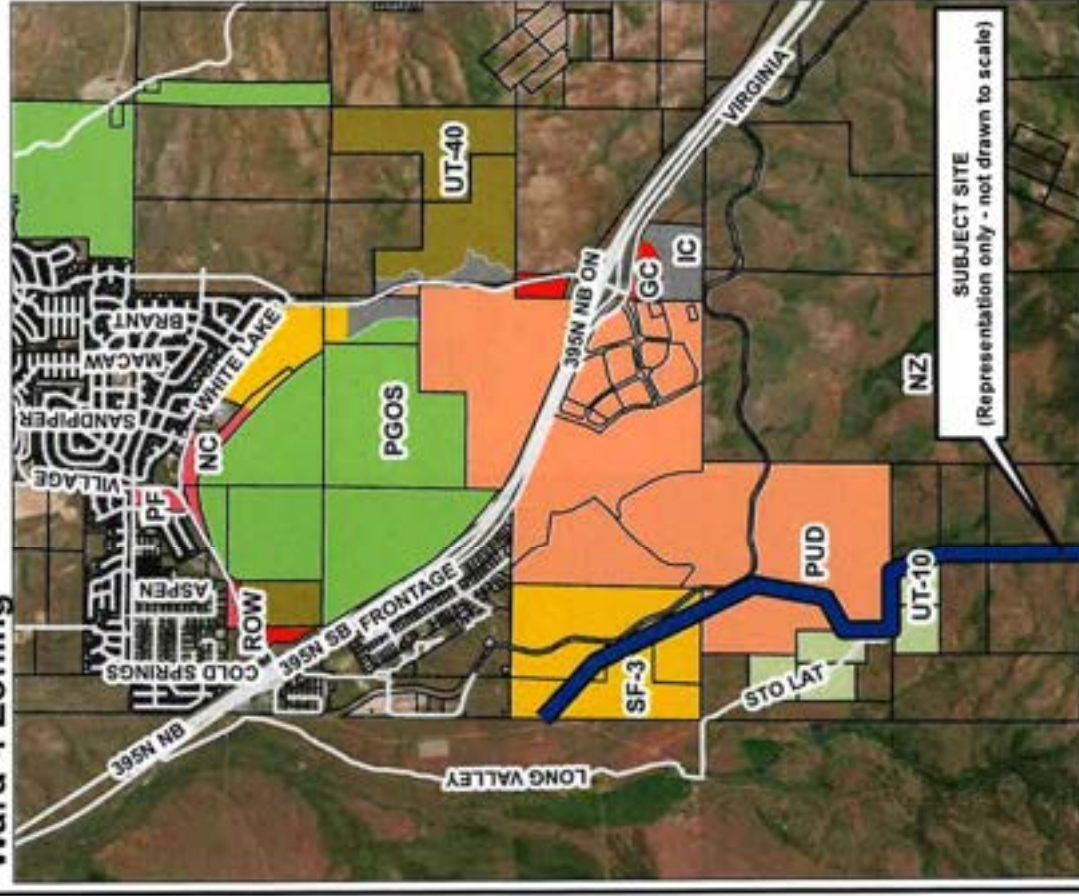 BRANT
MACAW
SANDPIPER
VILLAGE
WHITE LAKE
UT-40
VIRGINIA
NC
PF
PGOS
395N NB ON
GC
IC
ASPEN
ROW
COLD SPRINGS
395N SB
FRONTAGE
395N NB
SF-3
PUD
NZ
UT-10
STO LAT
LONG VALLEY
SUBJECT SITE
(Representation only - not drawn to scale)